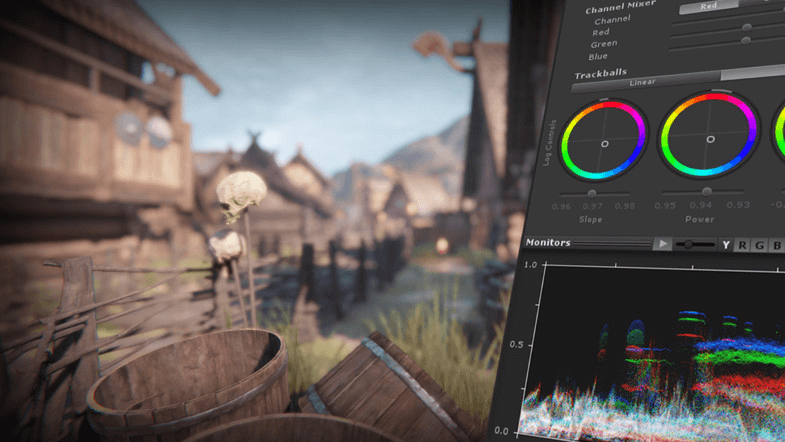 Channel Mixer
Red
Channel
Red
Green
Blue
Trackballs
Linear
Log Controls
0.96 0.97 0.98
0.95 0.94 0.93
Slope
Power
Monitors
Y R G B
1.0
0.5
0.0